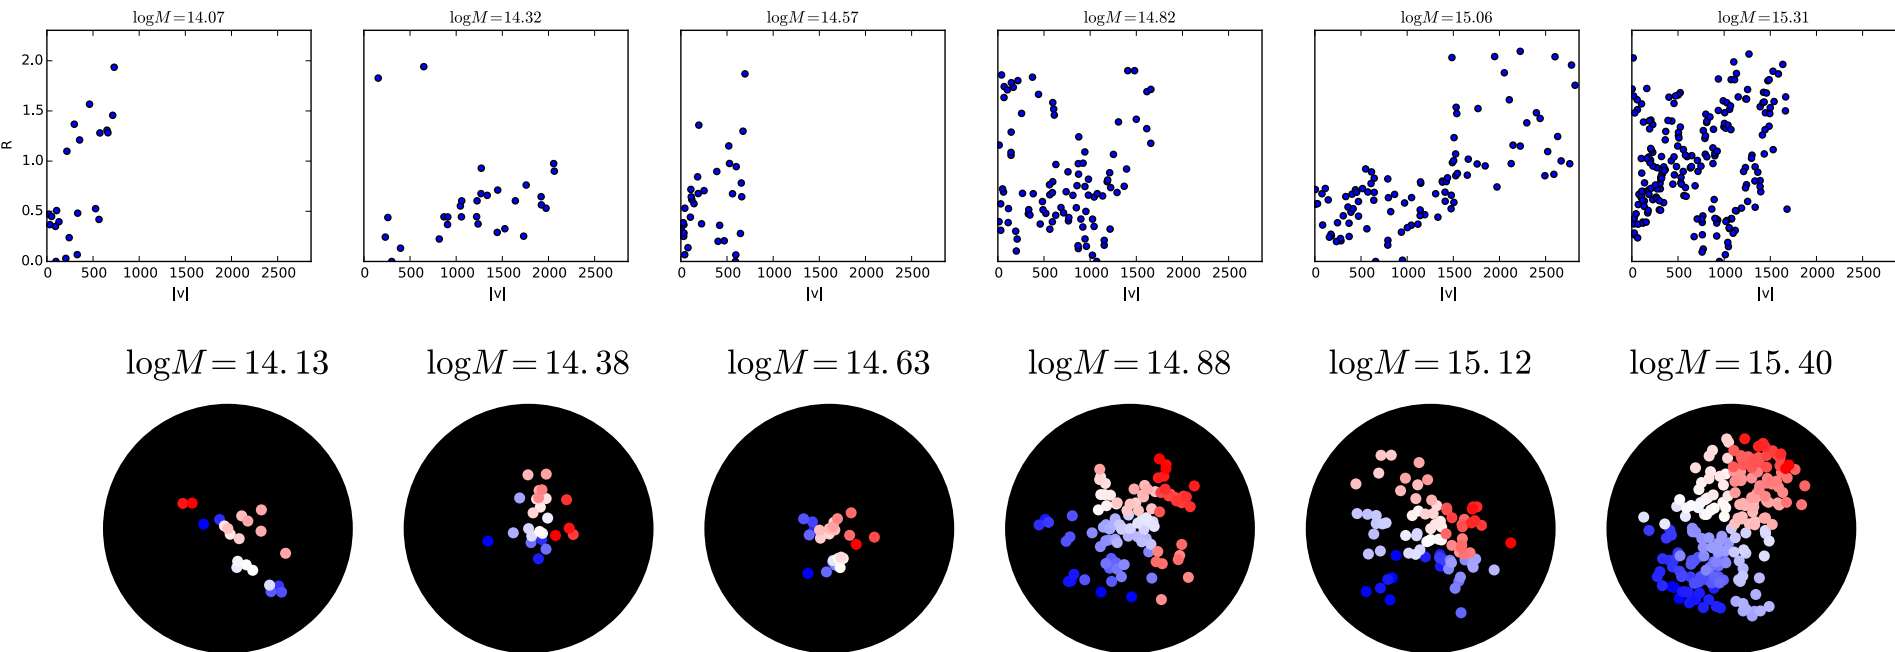 logM=14.07 logM=14.32 logM=14.57 logM=14.82 logM=15.06 logM=15.31
2.0
1.5
R
1.0
0.5
0.0
0 500 1000 1500 2000 2500 0 500 1000 1500 2000 2500 0 500 1000 1500 2000 2500 0 500 1000 1500 2000 2500 0 500 1000 1500 2000 2500 0 500 1000 1500 2000 2500
|v| |v| |v| |v| |v| |v|
logM=14.13 logM=14.38 logM=14.63 logM=14.88 logM=15.12 logM=15.40